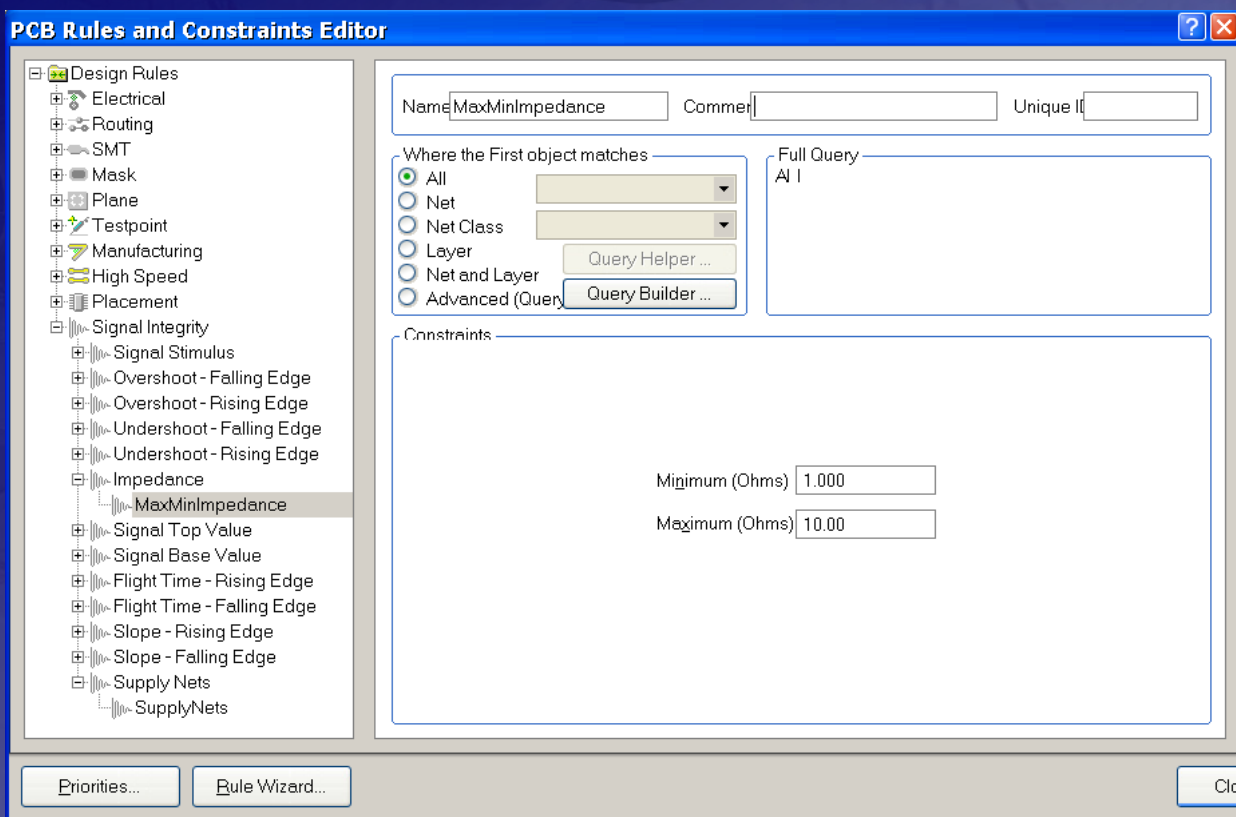 PCB Rules and Constraints Editor
Design Rules
Electrical
Routing
SMT
Mask
Plane
Testpoint
Manufacturing
High Speed
Placement
Signal Integrity
Signal Stimulus
Overshoot - Falling Edge
Overshoot - Rising Edge
Undershoot - Falling Edge
Undershoot - Rising Edge
Impedance
MaxMinImpedance
Signal Top Value
Signal Base Value
Flight Time - Rising Edge
Flight Time - Falling Edge
Slope - Rising Edge
Slope - Falling Edge
Supply Nets
SupplyNets
Name MaxMinImpedance Commer Unique ID
Where the First object matches
All
Net
Net Class
Layer
Net and Layer
Advanced (Query
Query Helper ...
Query Builder ...
Full Query
All
Constraints
Minimum (Ohms) 1.000
Maximum (Ohms) 10.00
Priorities... Rule Wizard... Clo